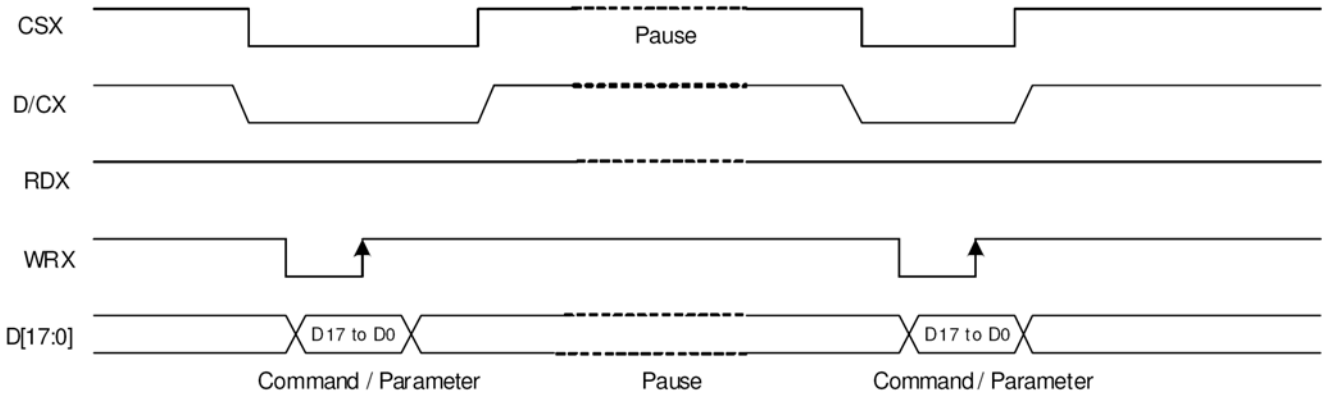 CSX
Pause
D/CX
RDX
WRX
D[17:0]
D17 to D0
D17 to D0
Command / Parameter
Pause
Command / Parameter